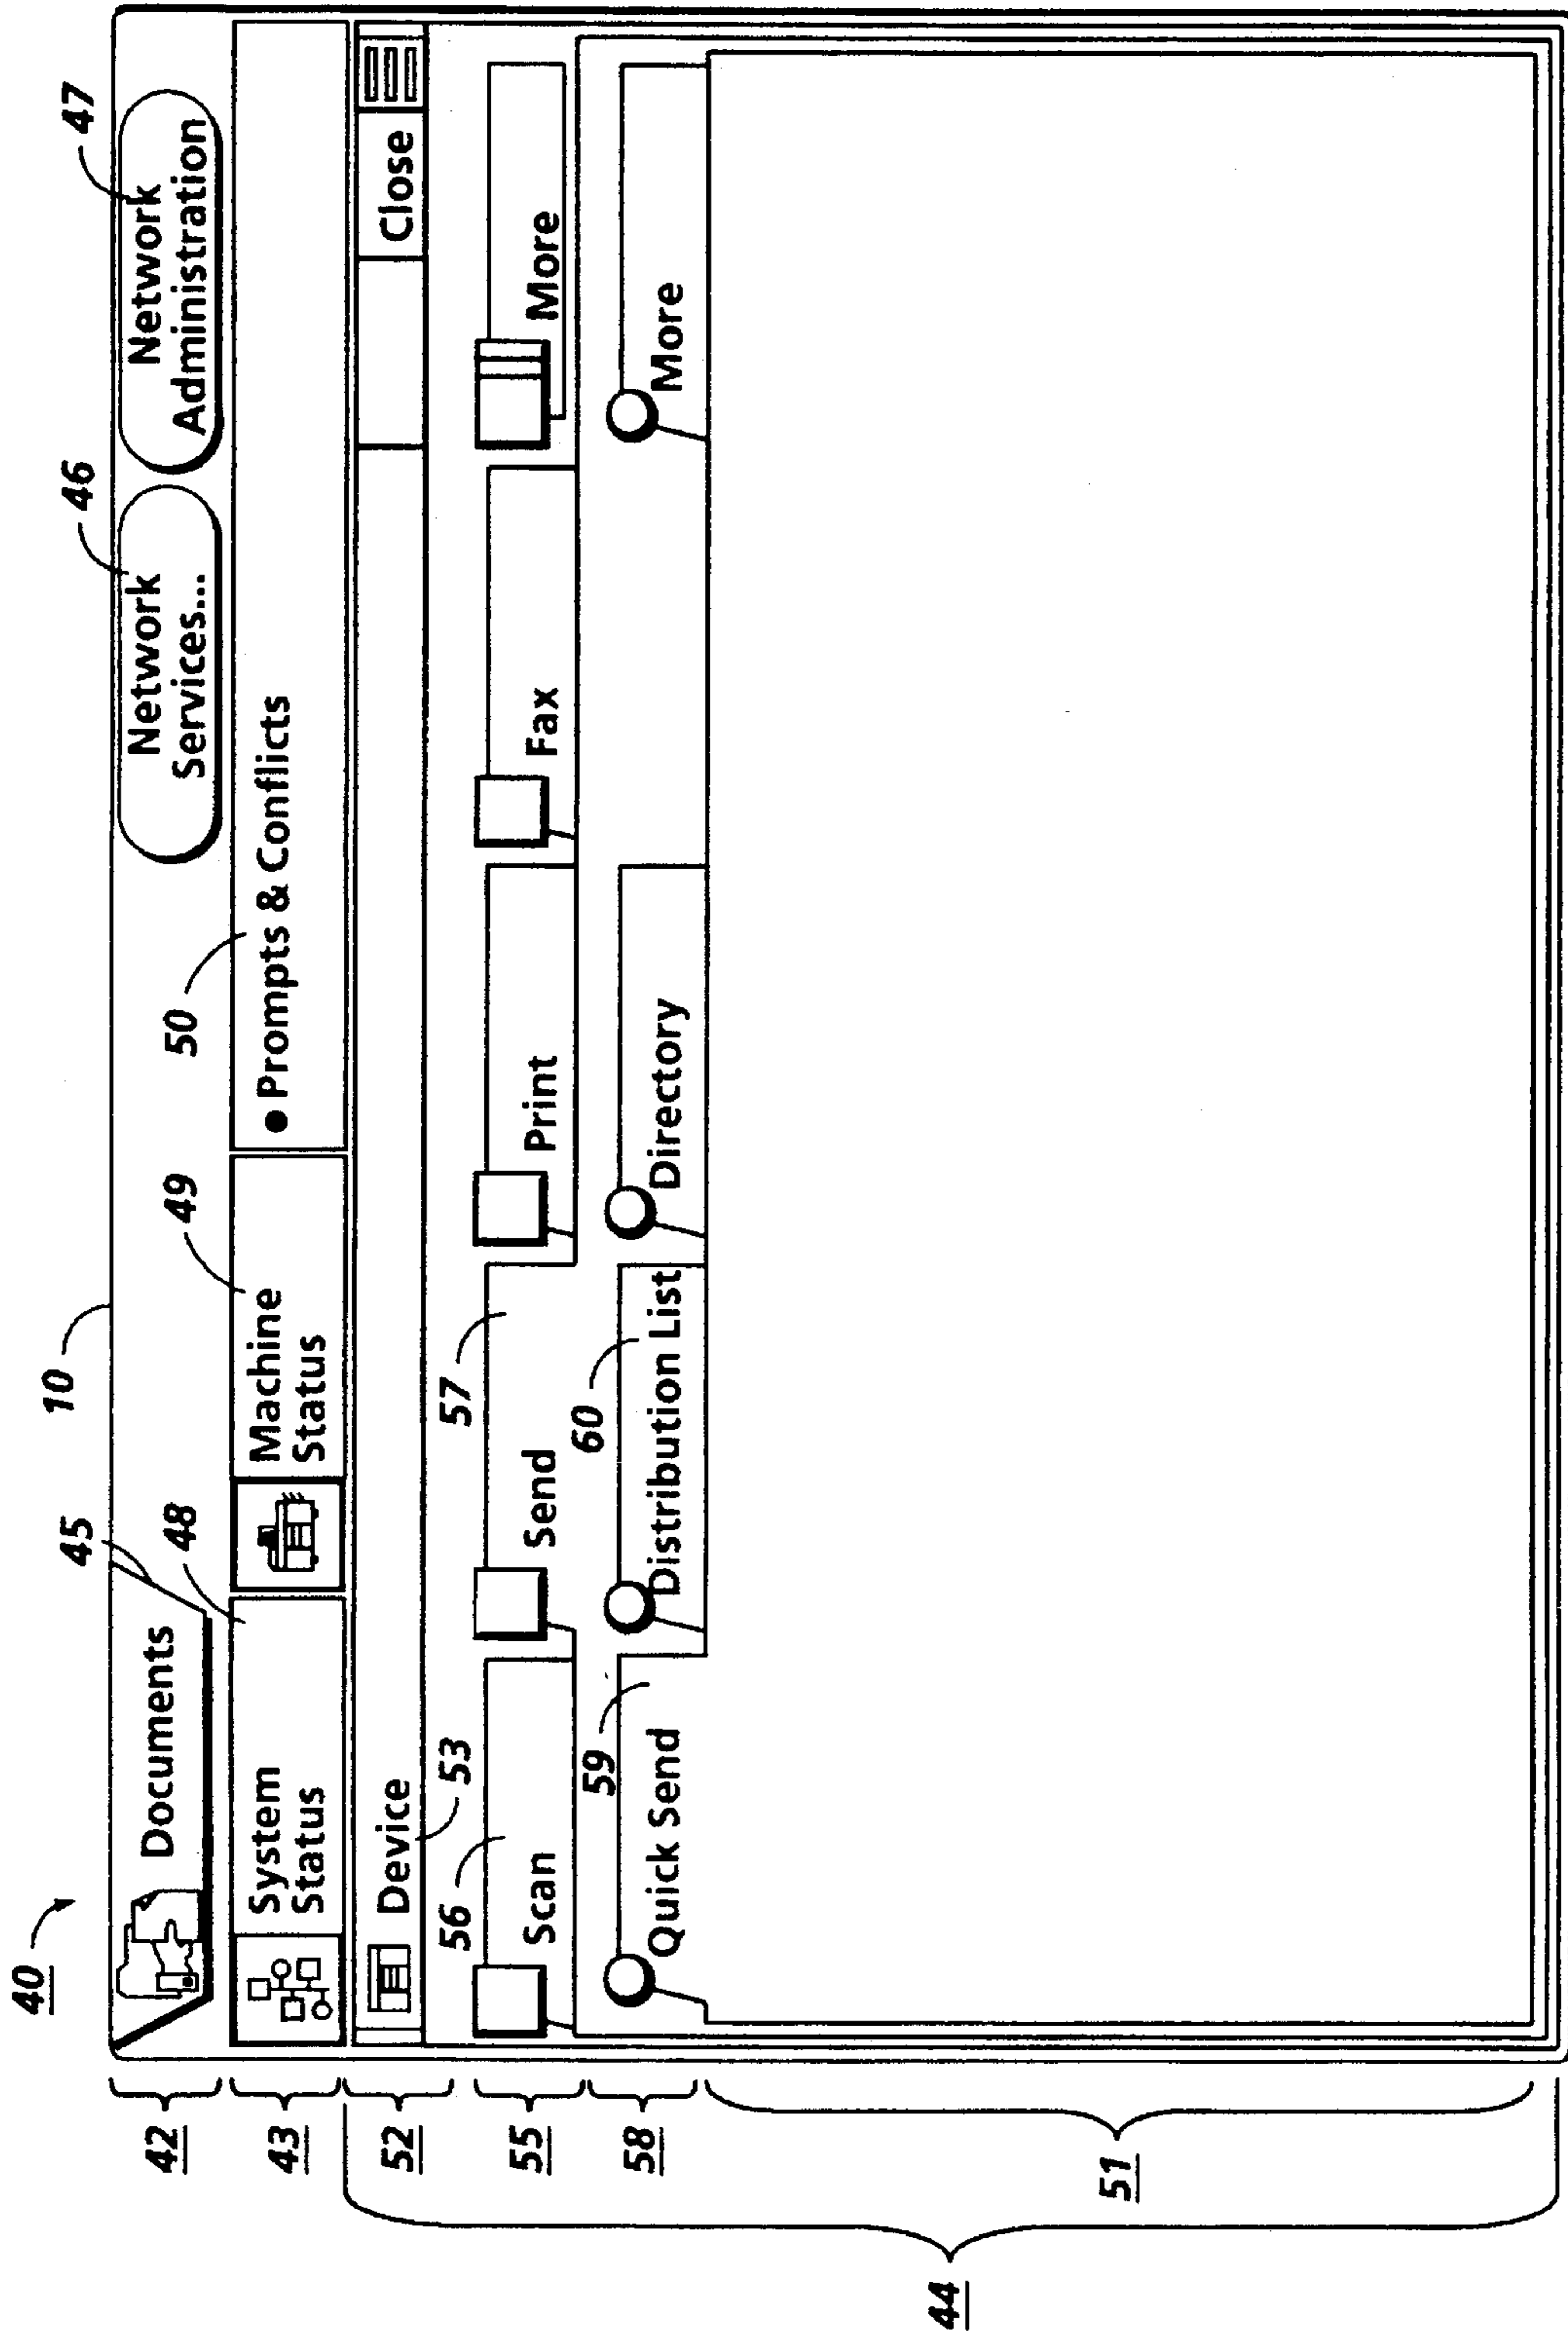 40
10
45
46
47
42
Documents
Network
Services...
Network
Administration
48
49
50
43
System
Status
Machine
Status
● Prompts & Conflicts
52
Device
Close
53
56
57
55
Scan
Send
Print
Fax
More
59
60
58
Quick Send
Distribution List
Directory
More
51
44